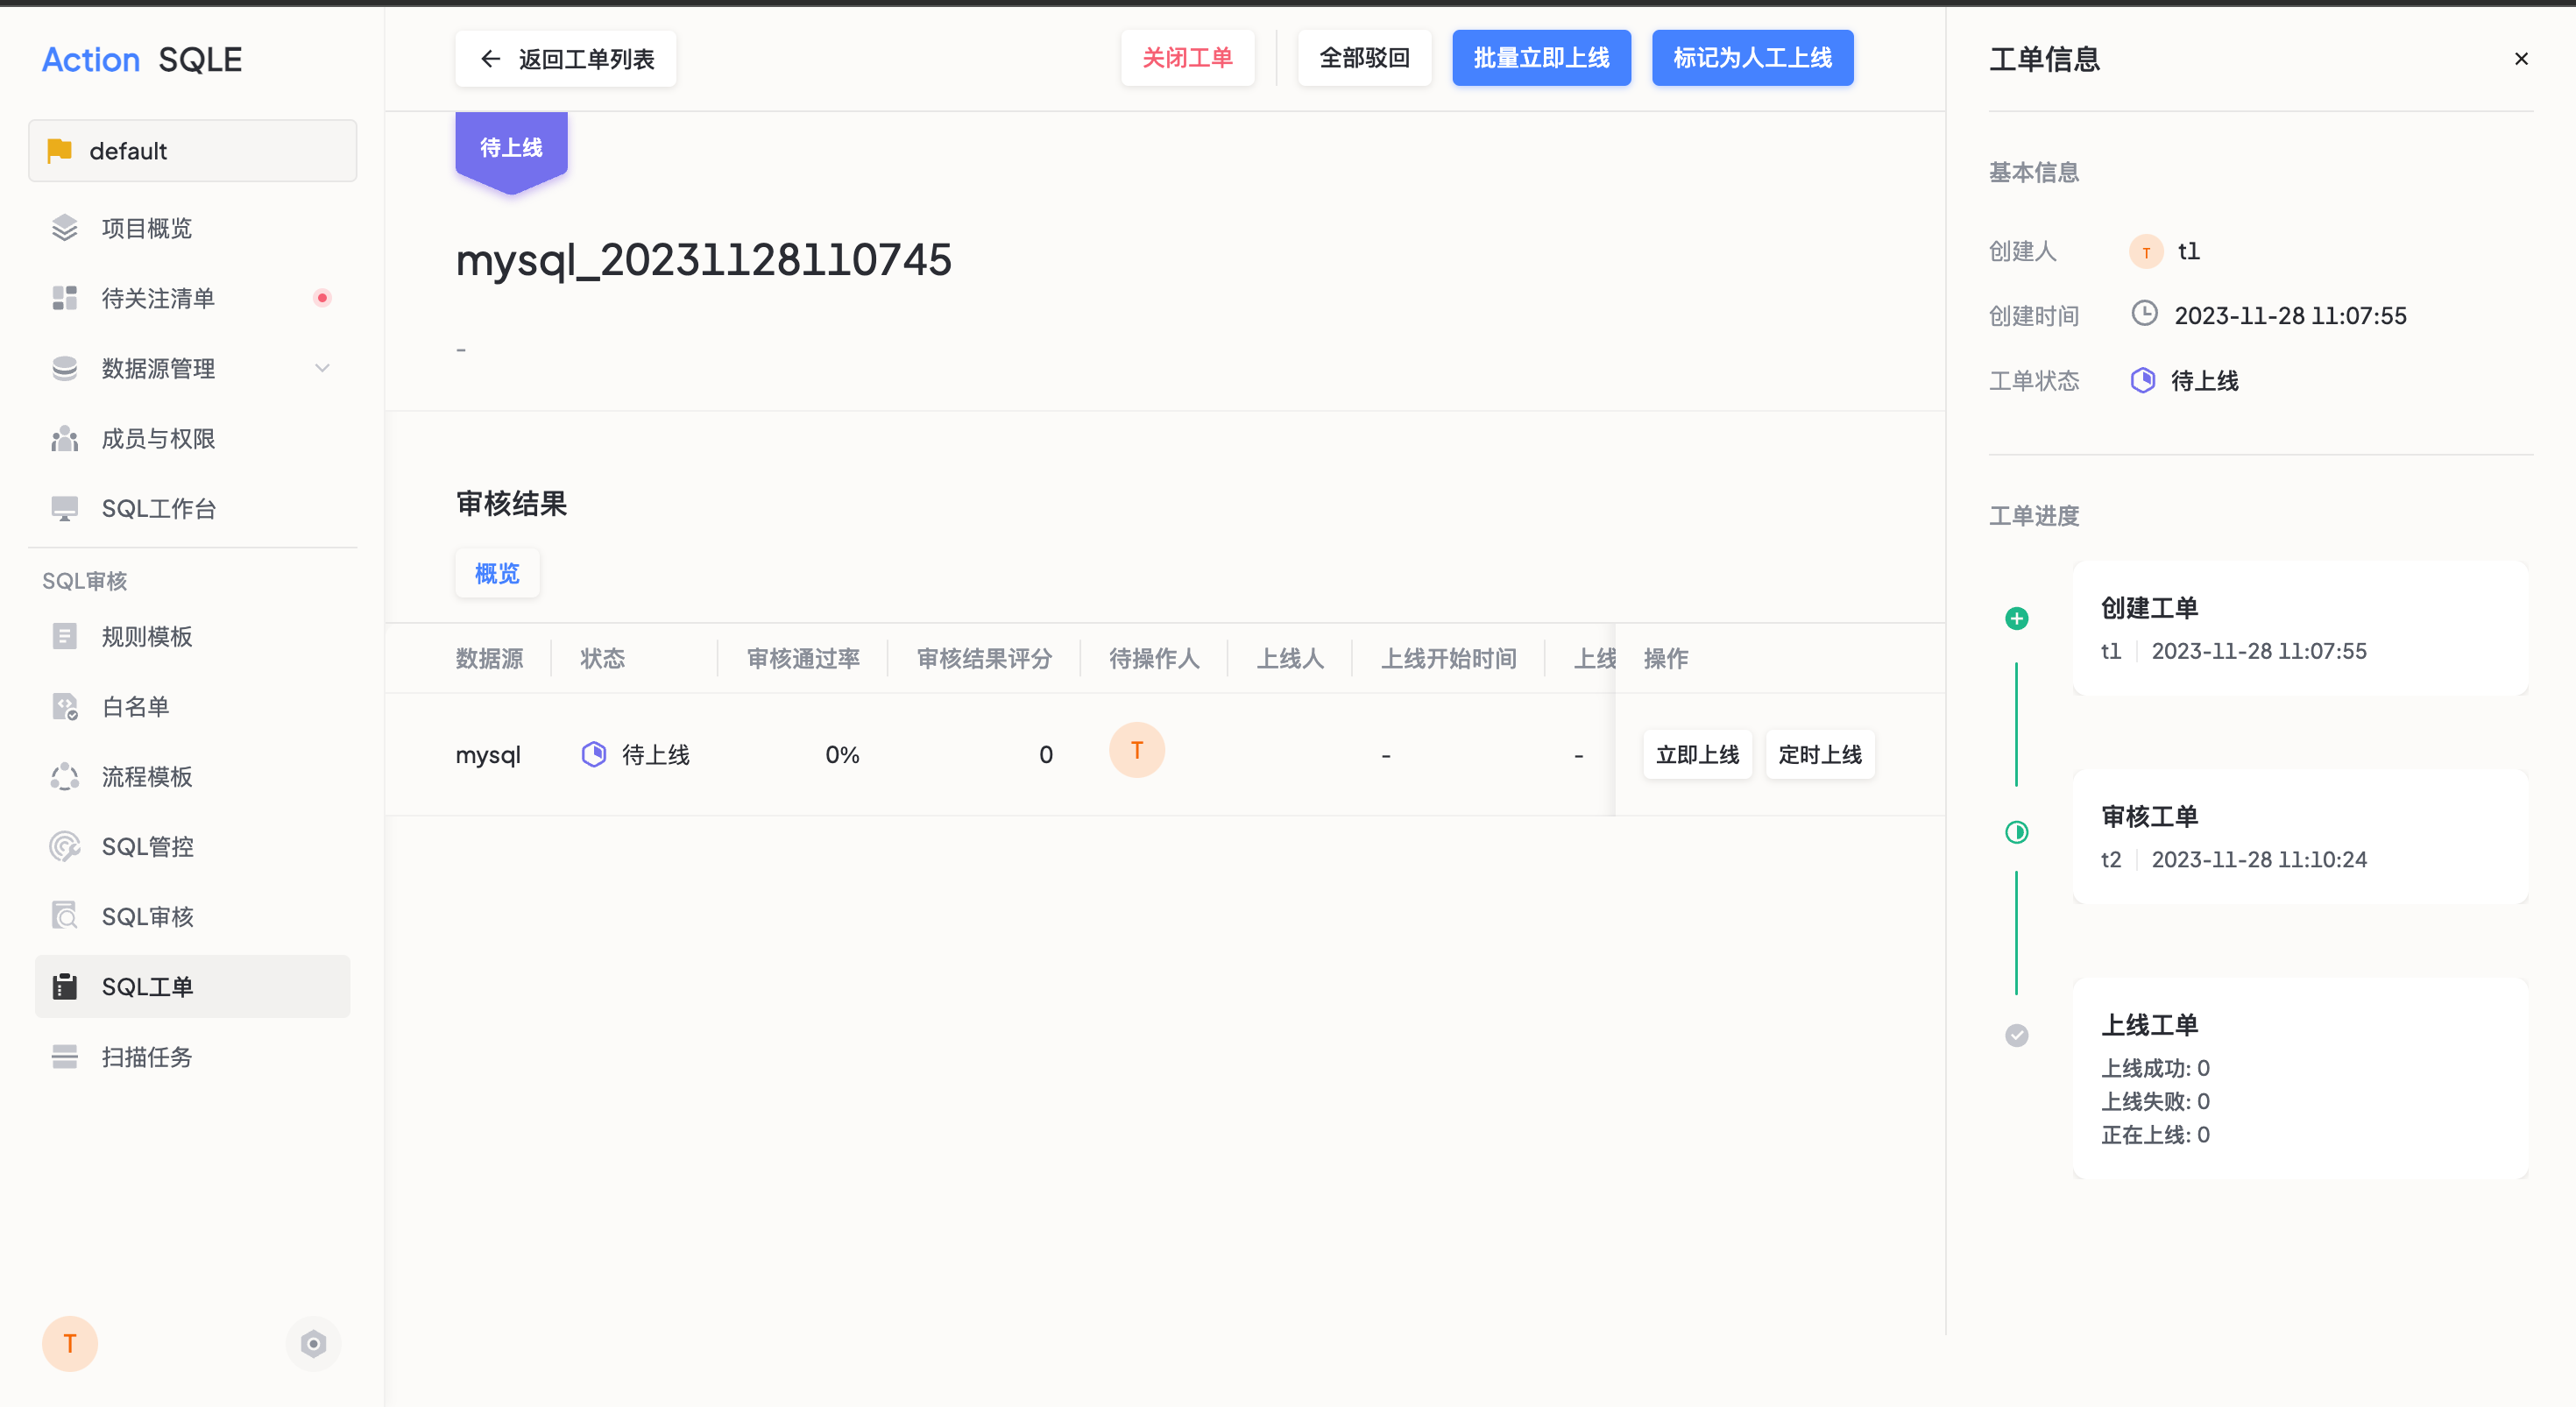 Action SQLE
default
项目概览
待关注清单
数据源管理
成员与权限
SQL工作台
SQL审核
规则模板
白名单
流程模板
SQL管控
SQL审核
SQL工单
扫描任务
T
返回工单列表
关闭工单
全部驳回
批量立即上线
标记为人工上线
待上线
mysql_20231128110745
-
审核结果
概览
数据源 状态 审核通过率 审核结果评分 待操作人 上线人 上线开始时间 上线 操作
mysql 待上线 0% 0 T - - 立即上线 定时上线
工单信息
基本信息
创建人 T t1
创建时间 2023-11-28 11:07:55
工单状态 待上线
工单进度
创建工单
t1 2023-11-28 11:07:55
审核工单
t2 2023-11-28 11:10:24
上线工单
上线成功: 0
上线失败: 0
正在上线: 0